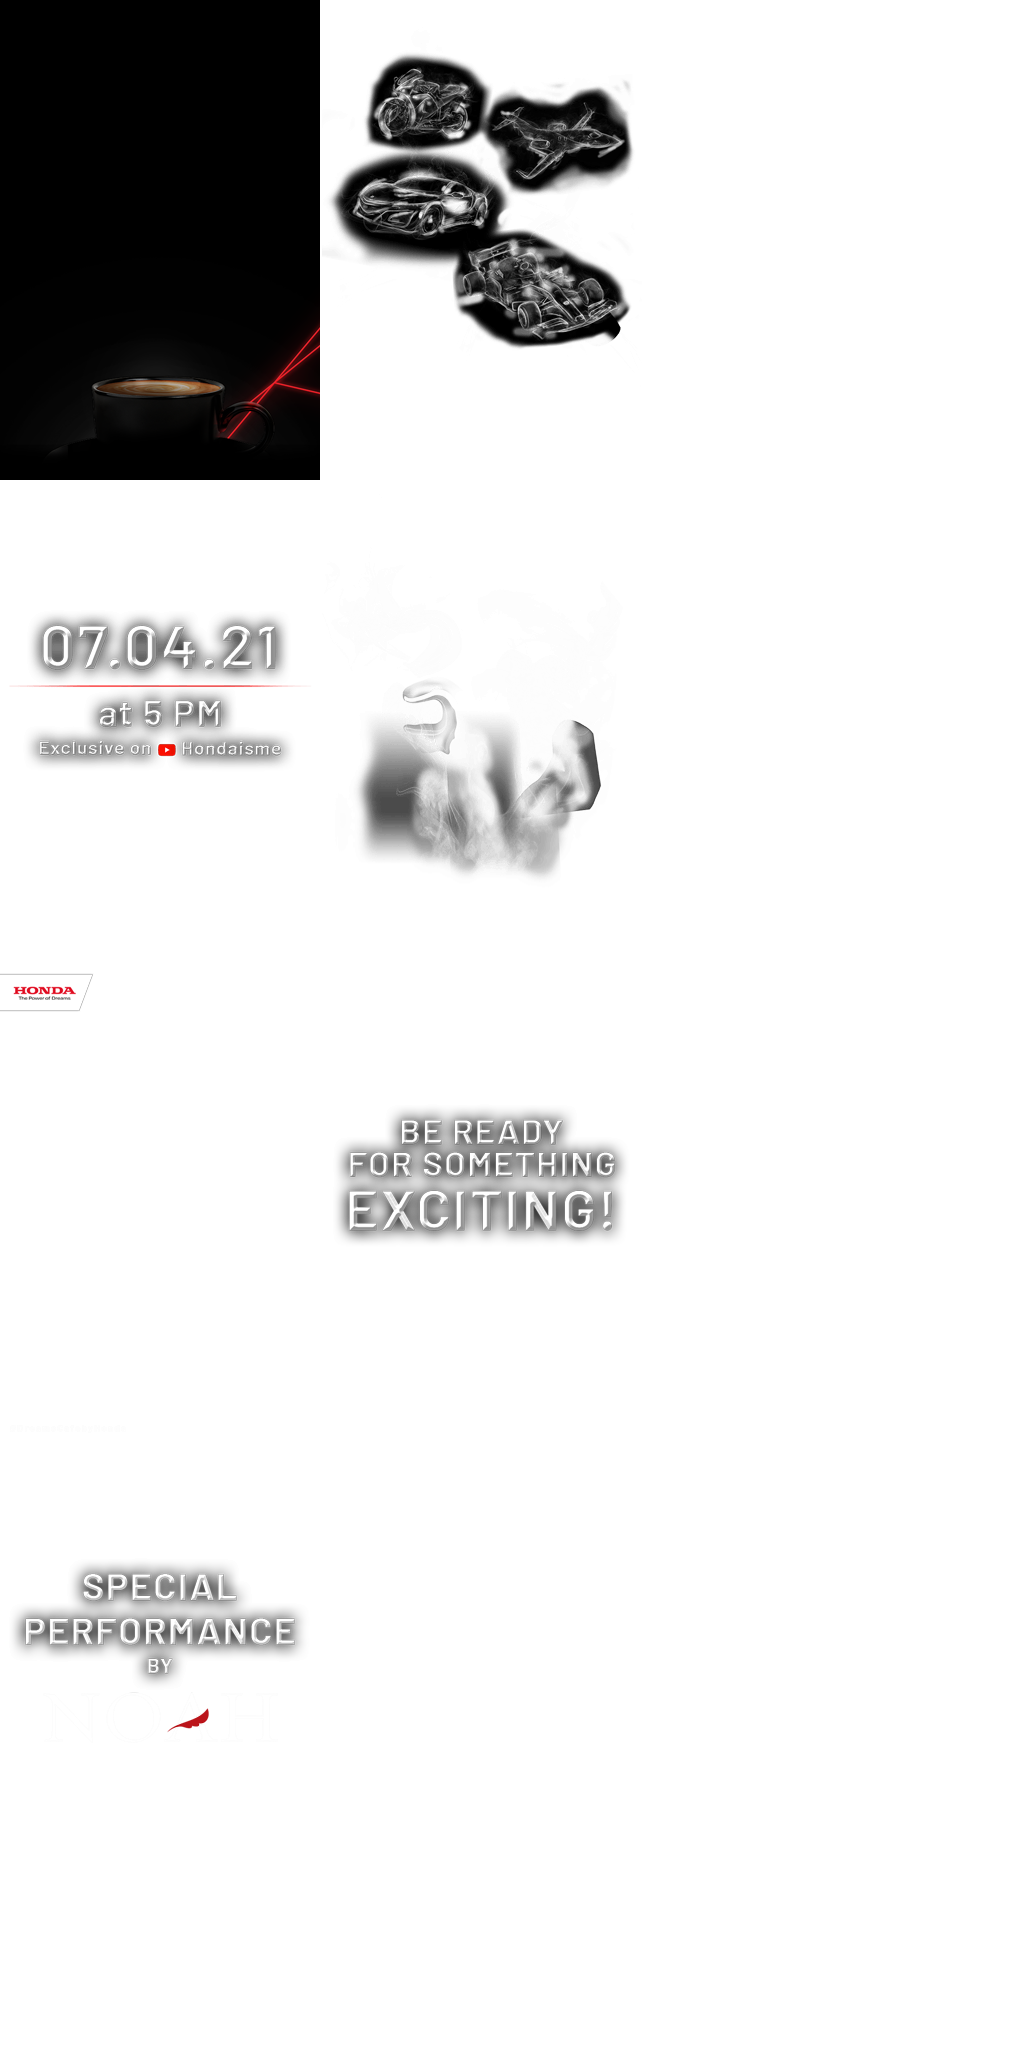 07.04.21
at 5 PM
Exclusive on Hondaisme
HONDA
The Power of Dreams
BE READY
FOR SOMETHING
EXCITING!
SPECIAL
PERFORMANCE
BY